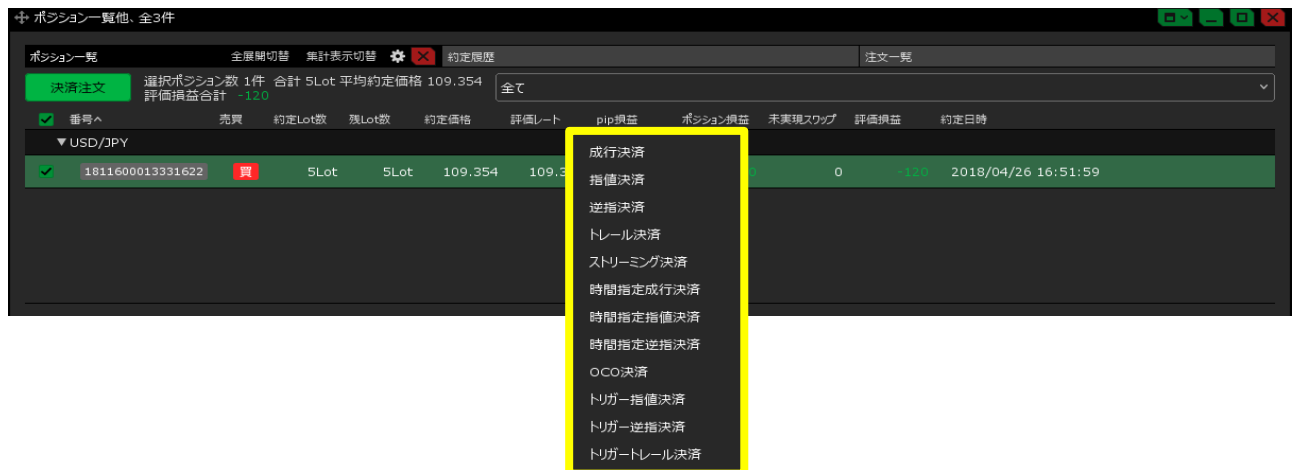 ポジション一覧他、全3件
ポジション一覧 全展開切替 集計表示切替 約定履歴 注文一覧
決済注文 選択ポジション数 1件 合計 5Lot 平均約定価格 109.354
評価損益合計 -120
全て
番号へ 売買 約定Lot数 残Lot数 約定価格 評価レート pip損益 ポジション損益 未実現スワップ 評価損益 約定日時
▼USD/JPY
1811600013331622 買 5Lot 5Lot 109.354 109.3 0 0 -120 2018/04/26 16:51:59
成行決済
指値決済
逆指決済
トレール決済
ストリーミング決済
時間指定成行決済
時間指定指値決済
時間指定逆指決済
OCO決済
トリガー指値決済
トリガー逆指決済
トリガートレール決済